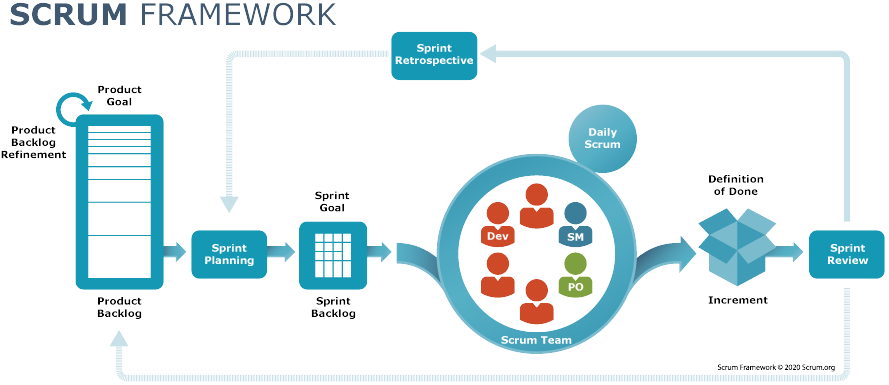 SCRUM FRAMEWORK
Sprint
Retrospective
Product
Goal
Product
Backlog
Refinement
Daily
Scrum
Definition
of Done
Sprint
Goal
Dev
SM
Sprint
Planning
Sprint
Review
PO
Product
Backlog
Sprint
Backlog
Increment
Scrum Team
Scrum Framework © 2020 Scrum.org